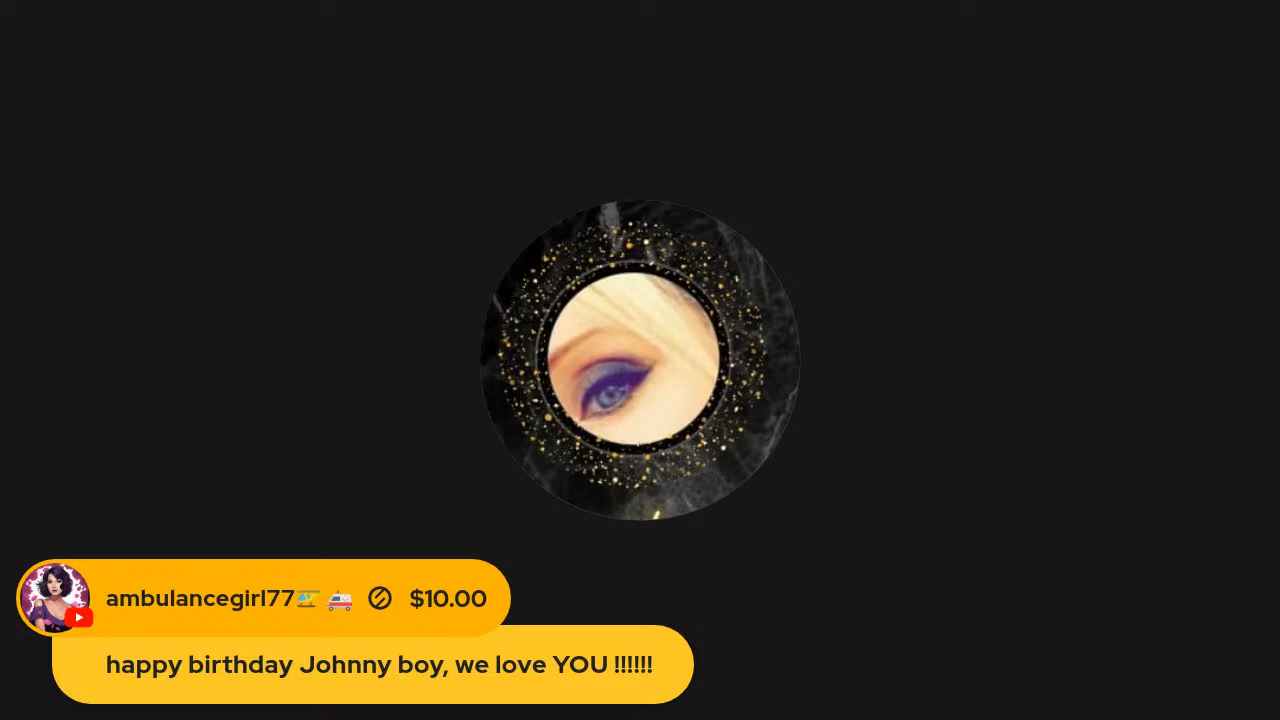 ambulancegirl77🚁🚑 $10.00
happy birthday Johnny boy, we love YOU !!!!!!